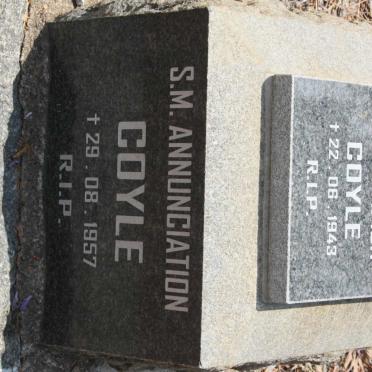 S.M. ANNUNCIATION
COYLE
✝ 29 . 08 . 1957
R.I.P.
COYLE
✝ 22 . 06 . 1943
R.I.P.